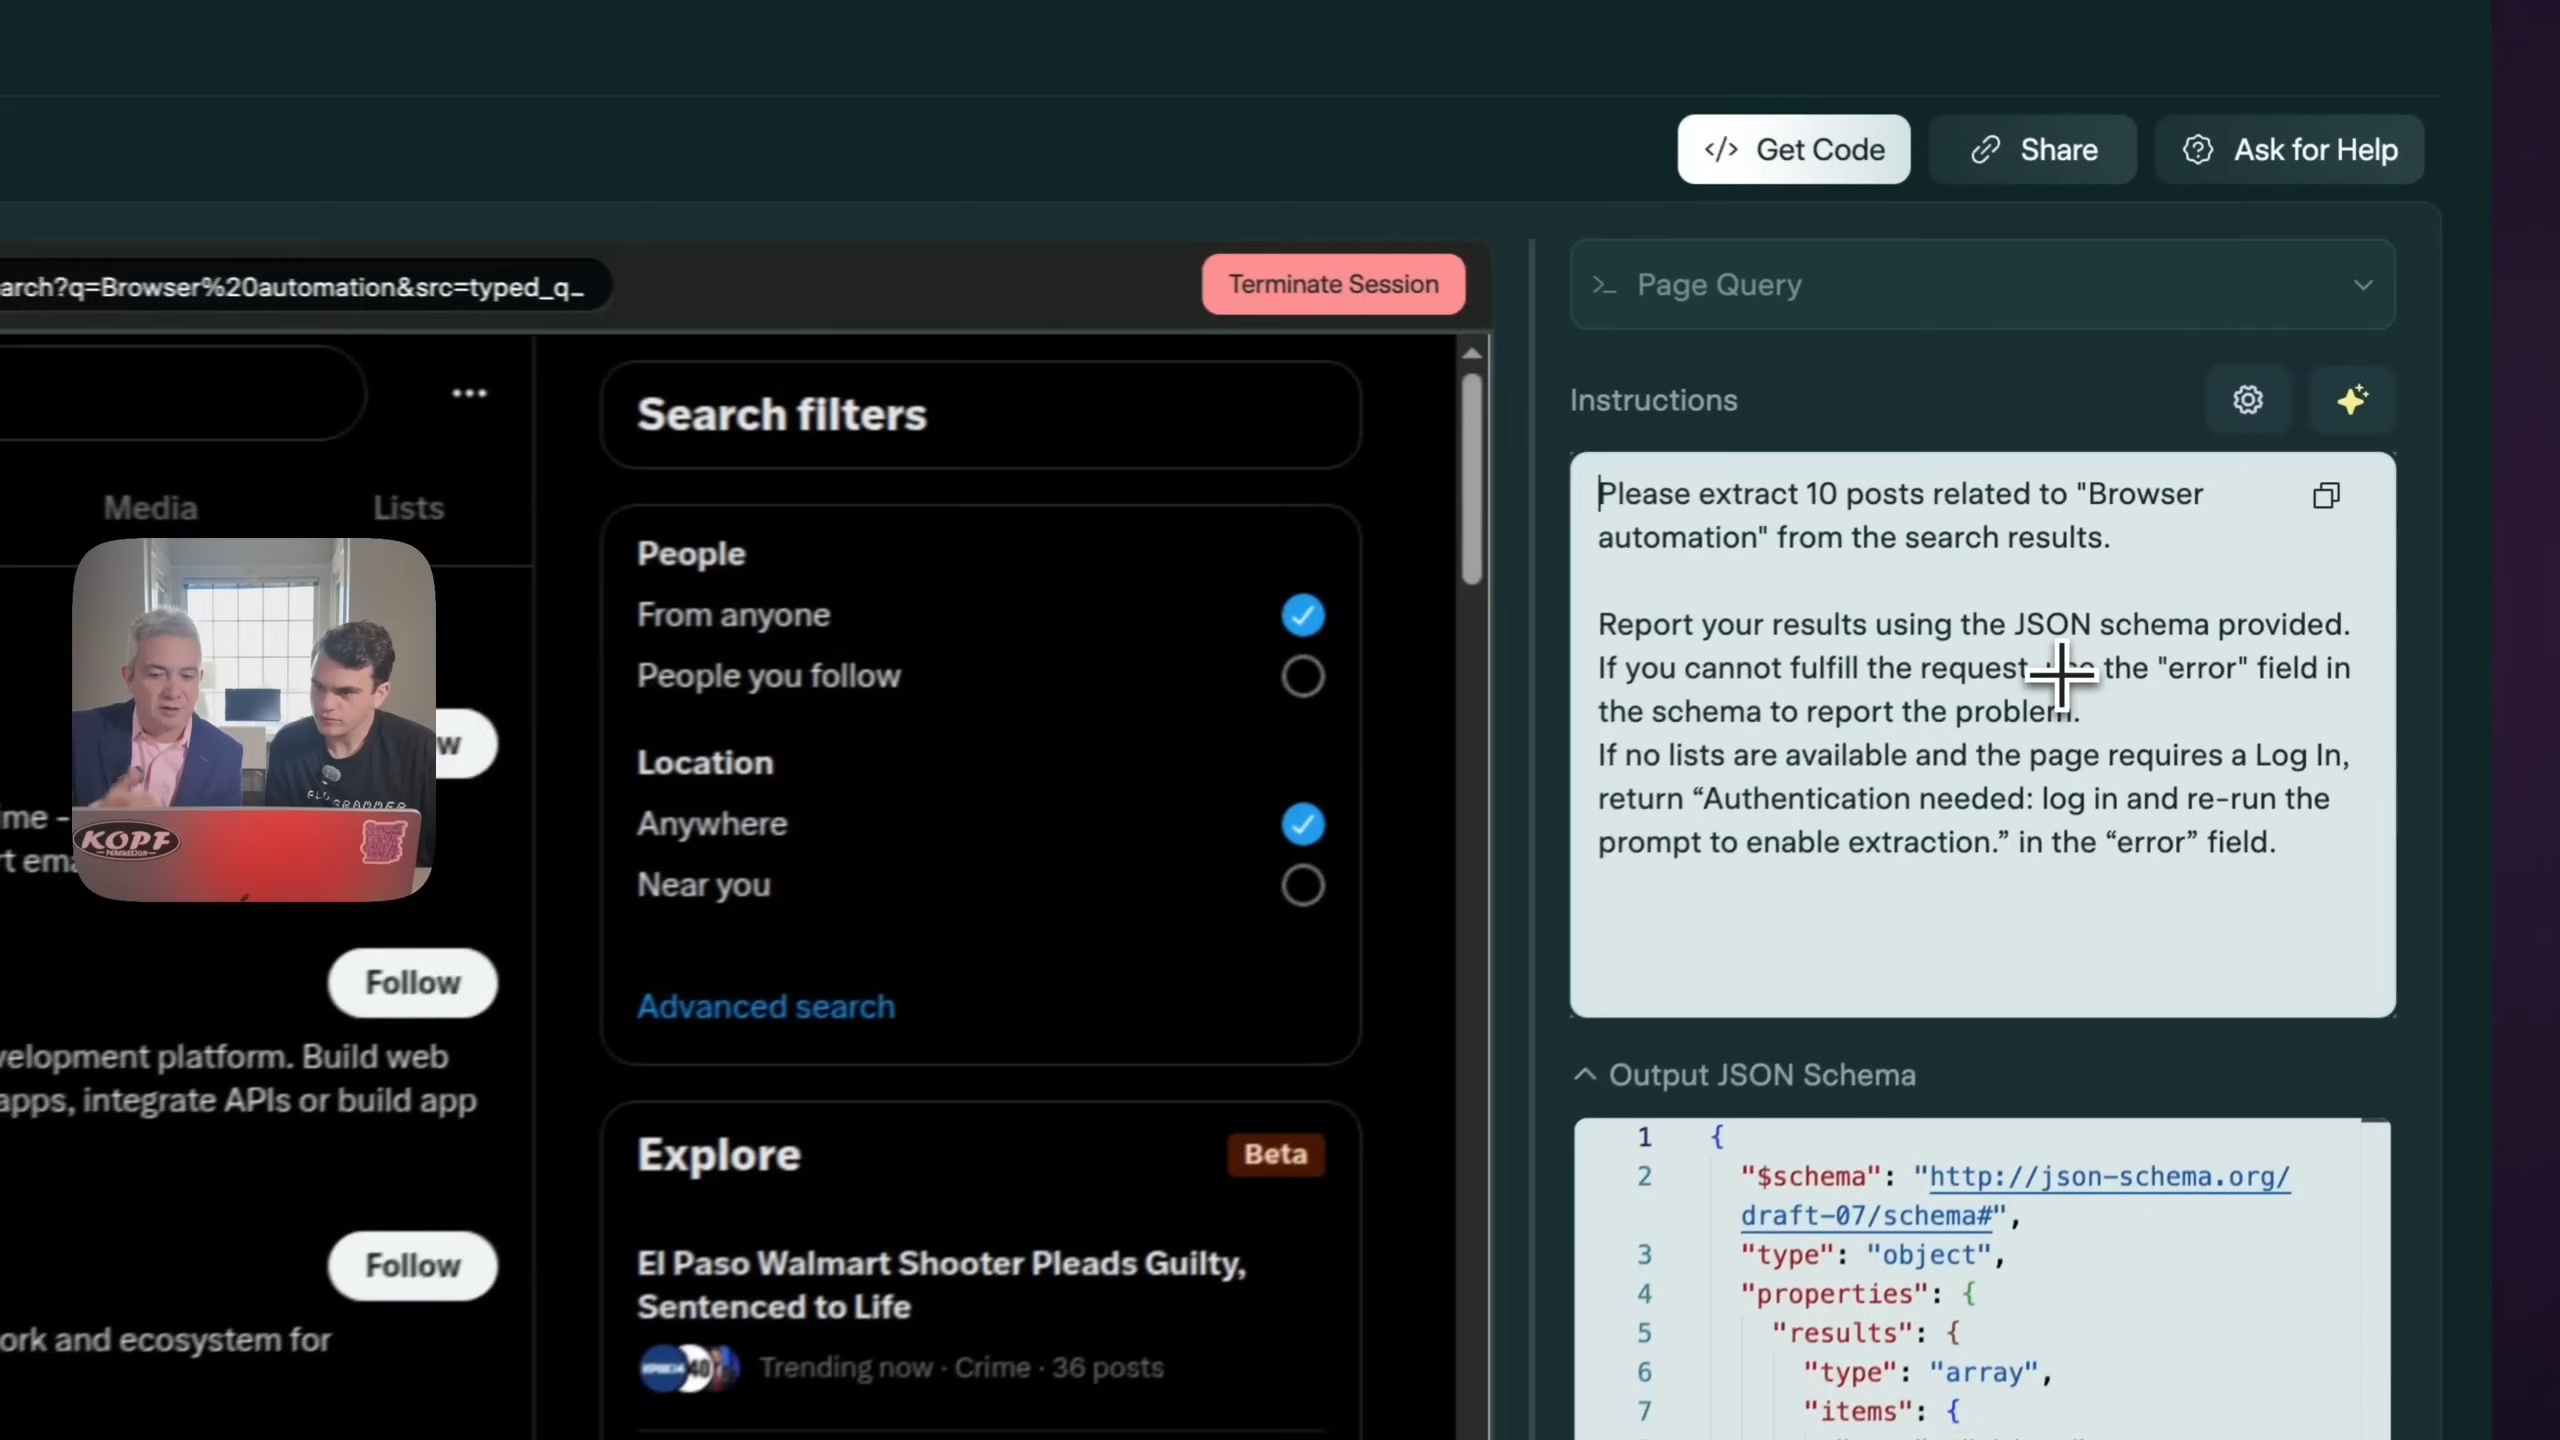 Get Code
Share
Ask for Help
arch?q=Browser%20automation&src=typed_q_
Terminate Session
>_ Page Query
Media
Lists
Search filters
People
From anyone
People you follow
Location
Anywhere
Near you
Advanced search
w
me -
t ema
Follow
velopment platform. Build web
apps, integrate APIs or build app
Follow
ork and ecosystem for
KOPF
Explore
Beta
El Paso Walmart Shooter Pleads Guilty,
Sentenced to Life
40
Trending now · Crime · 36 posts
Instructions
Please extract 10 posts related to "Browser
automation" from the search results.
Report your results using the JSON schema provided.
If you cannot fulfill the request the "error" field in
the schema to report the problem.
If no lists are available and the page requires a Log In,
return “Authentication needed: log in and re-run the
prompt to enable extraction.” in the “error” field.
Output JSON Schema
1 {
2 "$schema": "http://json-schema.org/
draft-07/schema#",
3 "type": "object",
4 "properties": {
5 "results": {
6 "type": "array",
7 "items": {